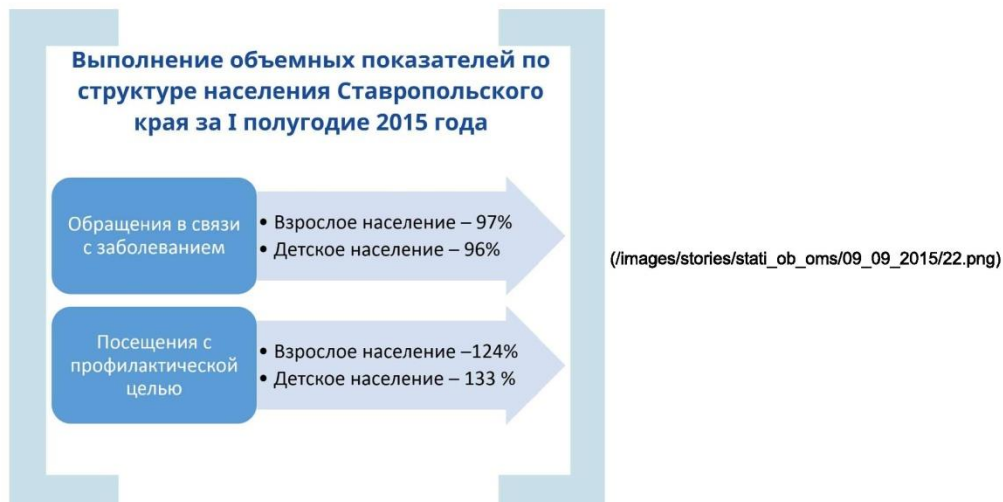 Выполнение объемных показателей по
структуре населения Ставропольского
края за I полугодие 2015 года
Обращения в связи
с заболеванием
• Взрослое население – 97%
• Детское население – 96%
(/images/stories/stati_ob_oms/09_09_2015/22.png)
Посещения с
профилактической
целью
• Взрослое население –124%
• Детское население – 133 %